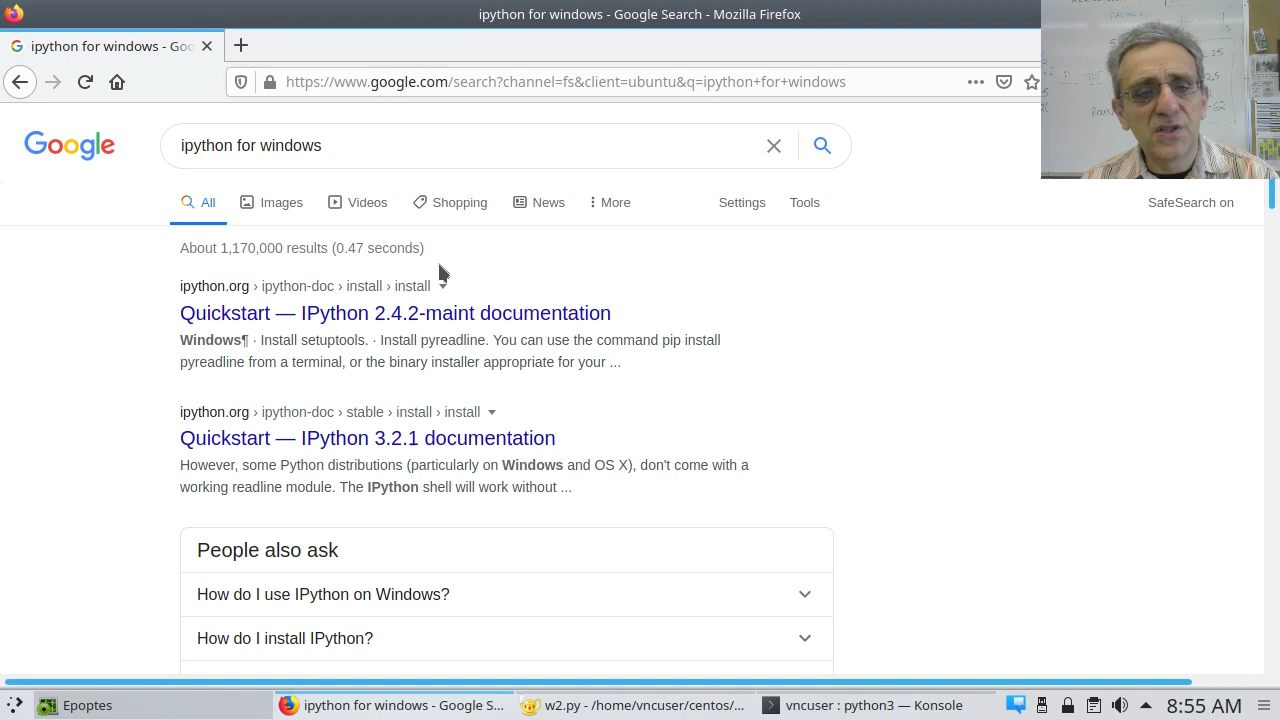 ipython for windows - Google Search - Mozilla Firefox
ipython for windows - Goo
https://www.google.com/search?channel=fs&client=ubuntu&q=ipython+for+windows
Google
ipython for windows
All Images Videos Shopping News More Settings Tools SafeSearch on
About 1,170,000 results (0.47 seconds)
ipython.org › ipython-doc › install › install
Quickstart — IPython 2.4.2-maint documentation
Windows¶ · Install setuptools. · Install pyreadline. You can use the command pip install
pyreadline from a terminal, or the binary installer appropriate for your ...
ipython.org › ipython-doc › stable › install › install
Quickstart — IPython 3.2.1 documentation
However, some Python distributions (particularly on Windows and OS X), don't come with a
working readline module. The IPython shell will work without ...
People also ask
How do I use IPython on Windows?
How do I install IPython?
Epoptes
ipython for windows - Google S...
w2.py - /home/vncuser/centos/...
vncuser : python3 — Konsole
8:55 AM